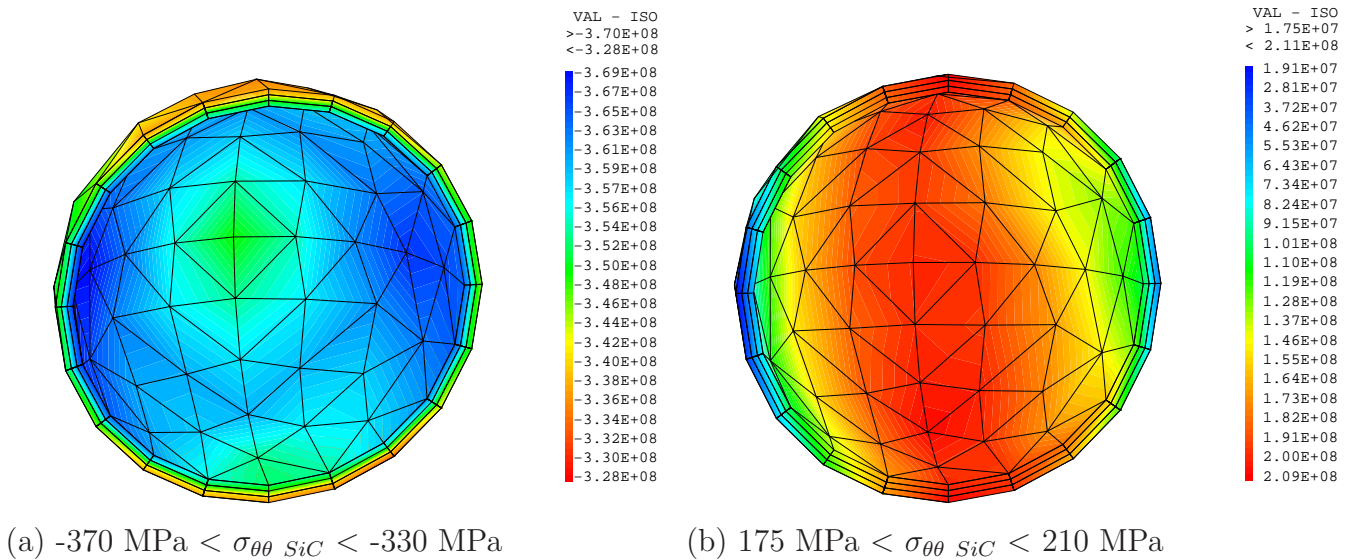 VAL - ISO
>-3.70E+08
<-3.28E+08
-3.69E+08
-3.67E+08
-3.65E+08
-3.63E+08
-3.61E+08
-3.59E+08
-3.57E+08
-3.56E+08
-3.54E+08
-3.52E+08
-3.50E+08
-3.48E+08
-3.46E+08
-3.44E+08
-3.42E+08
-3.40E+08
-3.38E+08
-3.36E+08
-3.34E+08
-3.32E+08
-3.30E+08
-3.28E+08
VAL - ISO
> 1.75E+07
< 2.11E+08
1.91E+07
2.81E+07
3.72E+07
4.62E+07
5.53E+07
6.43E+07
7.34E+07
8.24E+07
9.15E+07
1.01E+08
1.10E+08
1.19E+08
1.28E+08
1.37E+08
1.46E+08
1.55E+08
1.64E+08
1.73E+08
1.82E+08
1.91E+08
2.00E+08
2.09E+08
(a) -370 MPa < σθθ SiC < -330 MPa
(b) 175 MPa < σθθ SiC < 210 MPa